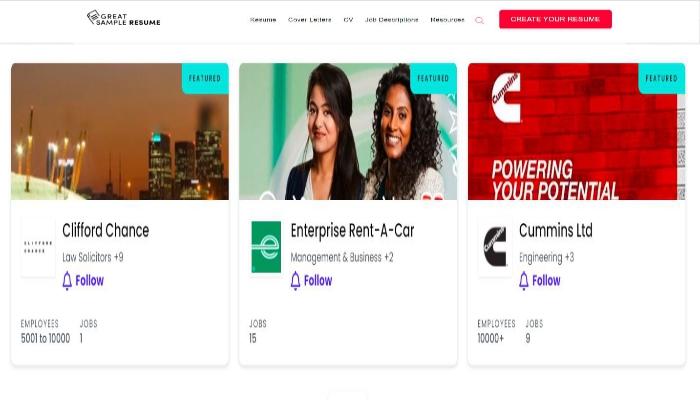 GREAT
SAMPLE RESUME
Resume Cover Letters CV Job Descriptions Resources
CREATE YOUR RESUME
FEATURED
FEATURED
Cummins
FEATURED
POWERING
YOUR POTENTIAL
CLIFFORD
CHANCE
Clifford Chance
Law Solicitors +9
Follow
EMPLOYEES JOBS
5001 to 10000 1
e
Enterprise Rent-A-Car
Management & Business +2
Follow
JOBS
15
Cummins
Cummins Ltd
Engineering +3
Follow
EMPLOYEES JOBS
10000+ 9